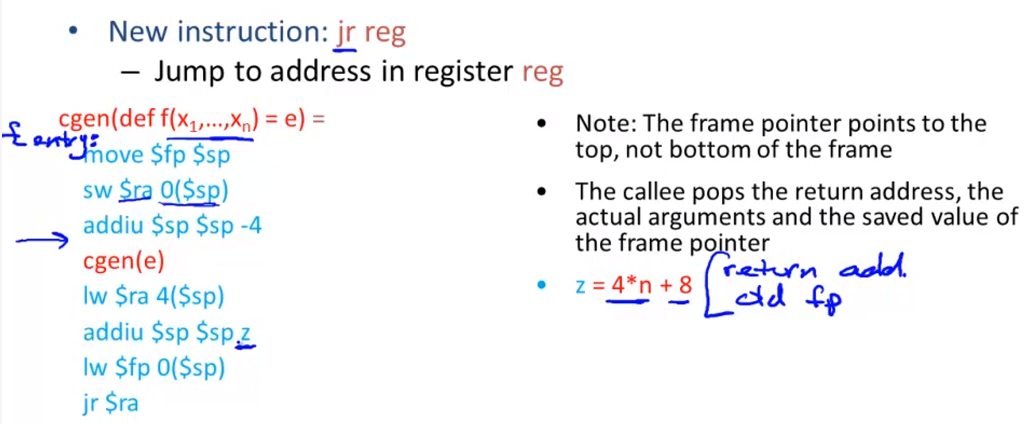 • New instruction: jr reg
– Jump to address in register reg
cgen(def f(x₁,…,xₙ) = e) =
f entry:
move $fp $sp
sw $ra 0($sp)
addiu $sp $sp -4
cgen(e)
lw $ra 4($sp)
addiu $sp $sp z
lw $fp 0($sp)
jr $ra
• Note: The frame pointer points to the
top, not bottom of the frame
• The callee pops the return address, the
actual arguments and the saved value of
the frame pointer
• z = 4*n + 8
return add.
old fp